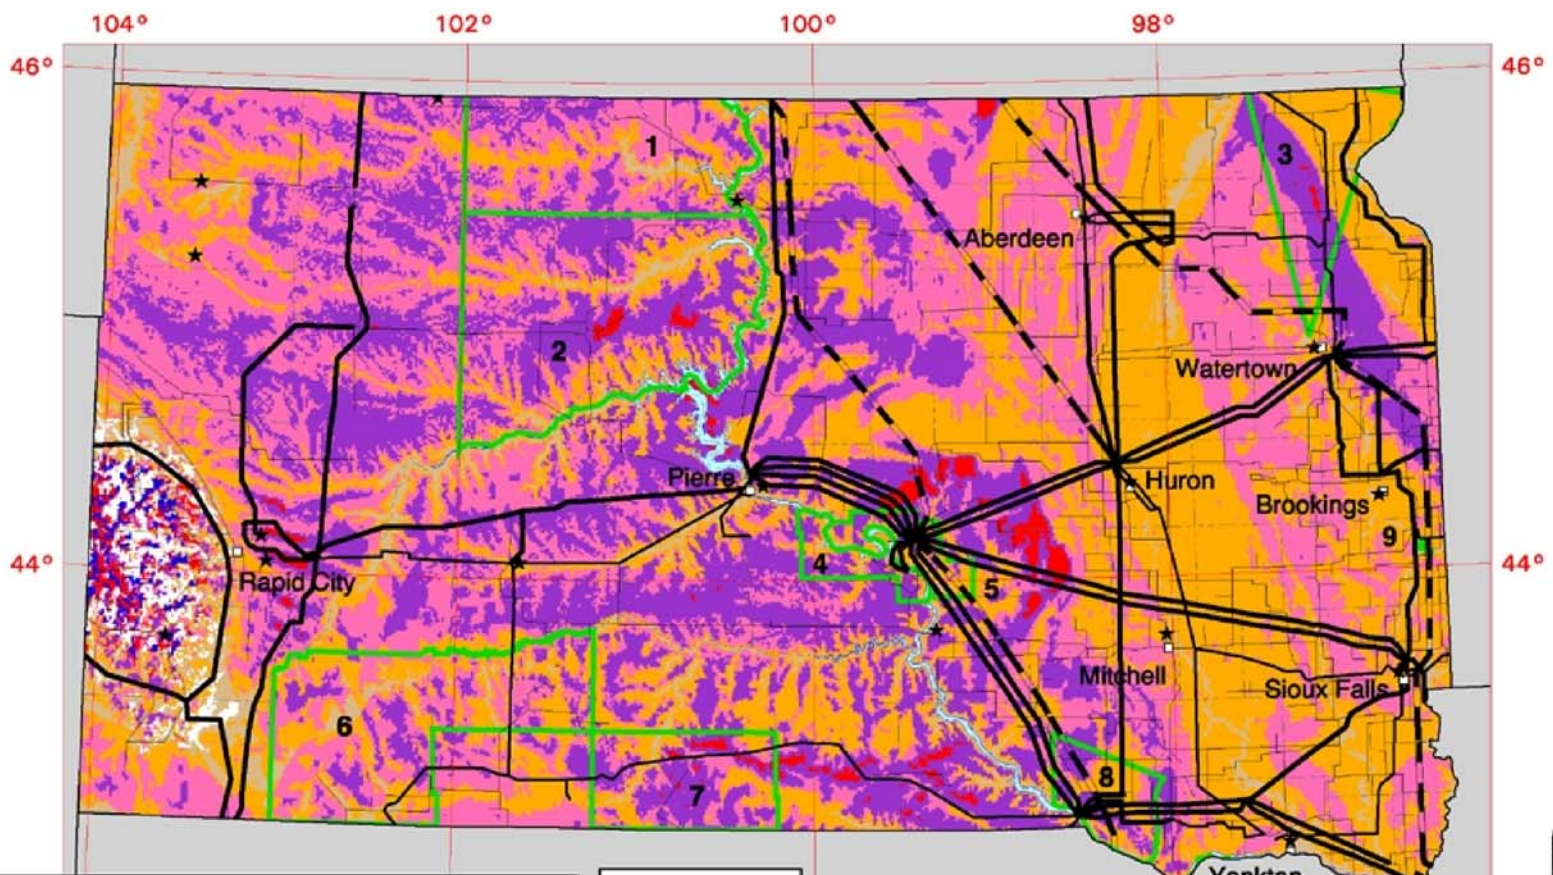 104° 102° 100° 98°
46° 46°
1
3
Aberdeen
2
Watertown
Pierre
Huron
Brookings
9
44° 4 44°
Rapid City
5
Mitchell
Sioux Falls
6
8
7